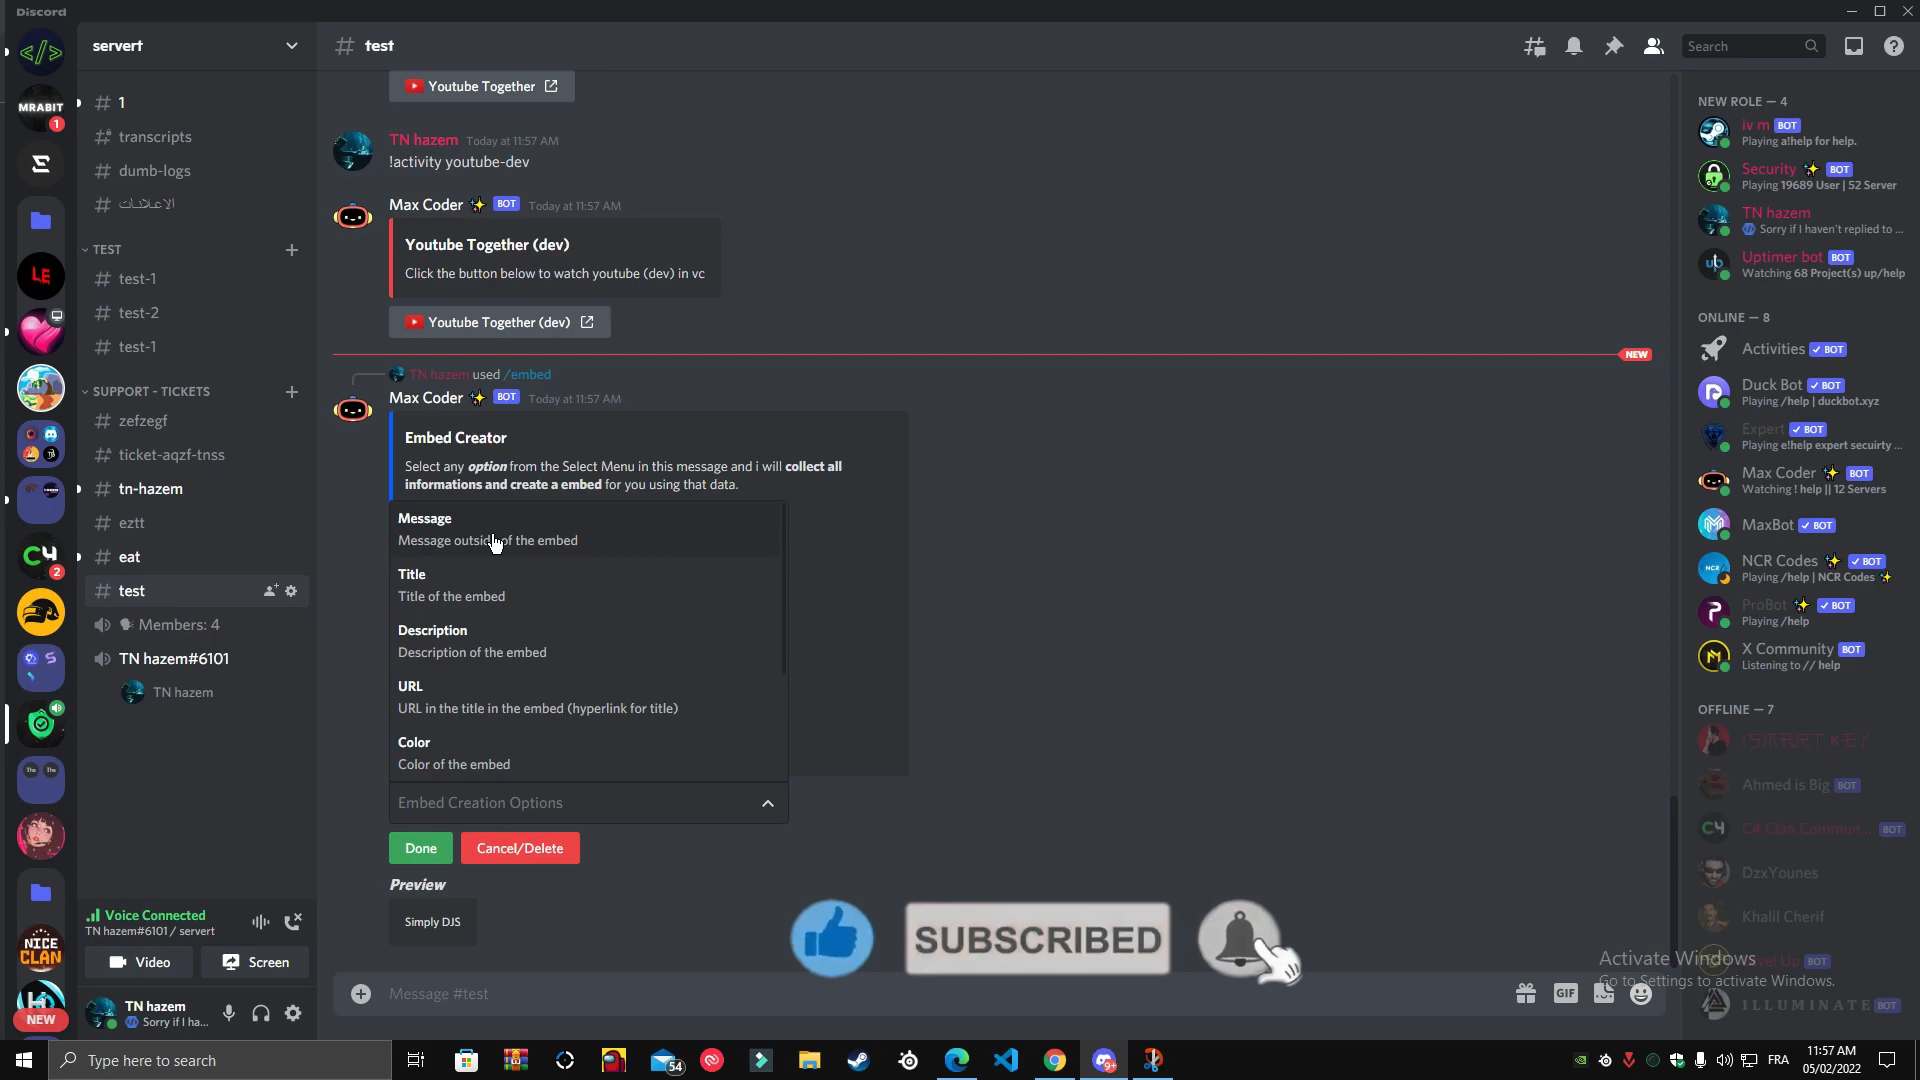 Discord
servert
test
Search
MRABIT
1
1
transcripts
dumb-logs
الاعلانات
TEST
test-1
test-2
test-1
SUPPORT - TICKETS
zefzegf
ticket-aqzf-tnss
tn-hazem
eztt
eat
test
Members: 4
TN hazem#6101
TN hazem
LE
C4
2
NICE
CLAN
NEW
Voice Connected
TN hazem#6101 / servert
Video
Screen
TN hazem
Sorry if I ha...
Youtube Together
TN hazem Today at 11:57 AM
!activity youtube-dev
Max Coder ✨ BOT Today at 11:57 AM
Youtube Together (dev)
Click the button below to watch youtube (dev) in vc
Youtube Together (dev)
NEW
TN hazem used /embed
Max Coder ✨ BOT Today at 11:57 AM
Embed Creator
Select any option from the Select Menu in this message and i will collect all
informations and create a embed for you using that data.
Message
Message outside of the embed
Title
Title of the embed
Description
Description of the embed
URL
URL in the title in the embed (hyperlink for title)
Color
Color of the embed
Embed Creation Options
Done
Cancel/Delete
Preview
Simply DJS
SUBSCRIBED
Message #test
GIF
NEW ROLE — 4
iv m BOT
Playing a!help for help.
Security ✨ BOT
Playing 19689 User | 52 Server
TN hazem
Sorry if I haven't replied to ...
Uptimer bot BOT
Watching 68 Project(s) up/help
ONLINE — 8
Activities ✓ BOT
Duck Bot ✓ BOT
Playing /help | duckbot.xyz
Expert ✓ BOT
Playing e!help expert secuirty ...
Max Coder ✨ BOT
Watching ! help || 12 Servers
MaxBot ✓ BOT
NCR Codes ✨ ✓ BOT
Playing /help | NCR Codes ✨
ProBot ✨ ✓ BOT
Playing /help
X Community BOT
Listening to // help
OFFLINE — 7
Ahmed is Big BOT
C4 Clan Commun... BOT
DzxYounes
Khalil Cherif
BOT
ILLUMINATE BOT
Activate Windows
Go to Settings to activate Windows.
Type here to search
54
9+
FRA
11:57 AM
05/02/2022